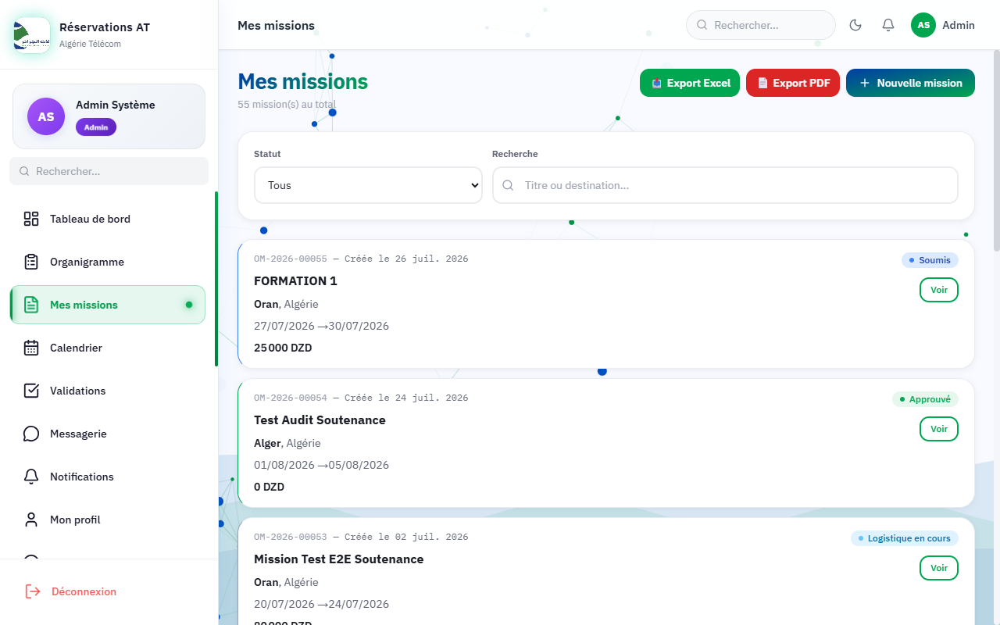 Réservations AT
Algérie Télécom
AS
Admin Système
Admin
Rechercher...
Tableau de bord
Organigramme
Mes missions
Calendrier
Validations
Messagerie
Notifications
Mon profil
Déconnexion
Mes missions
Rechercher...
AS
Admin
Mes missions
55 mission(s) au total
Export Excel
Export PDF
Nouvelle mission
Statut
Recherche
Tous
Titre ou destination...
OM-2026-00055 — Créée le 26 juil. 2026
Soumis
FORMATION 1
Voir
Oran, Algérie
27/07/2026 →30/07/2026
25 000 DZD
OM-2026-00054 — Créée le 24 juil. 2026
Approuvé
Test Audit Soutenance
Voir
Alger, Algérie
01/08/2026 →05/08/2026
0 DZD
OM-2026-00053 — Créée le 02 juil. 2026
Logistique en cours
Mission Test E2E Soutenance
Voir
Oran, Algérie
20/07/2026 →24/07/2026